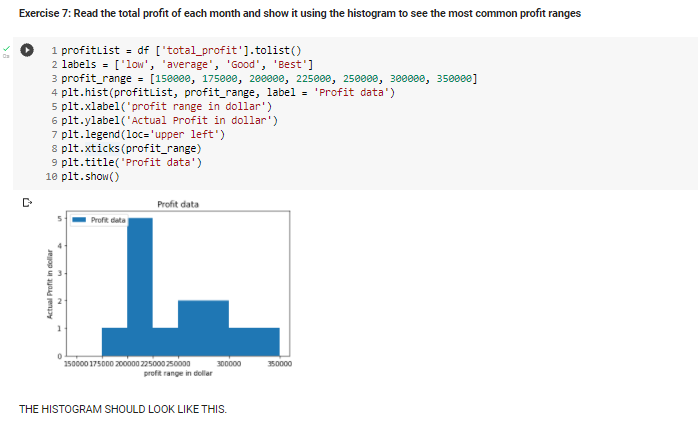 Exercise 7: Read the total profit of each month and show it using the histogram to see the most common profit ranges
1 profitList = df ['total_profit'].tolist()
2 labels = ['low', 'average', 'Good', 'Best']
3 profit_range = [150000, 175000, 200000, 225000, 250000, 300000, 350000]
4 plt.hist(profitList, profit_range, label = 'Profit data')
5 plt.xlabel('profit range in dollar')
6 plt.ylabel('Actual Profit in dollar')
7 plt.legend(loc='upper left')
8 plt.xticks(profit_range)
9 plt.title('Profit data')
10 plt.show()
Profit data
Profit data
5
4
3
2
1
0
Actual Profit in dollar
150000 175000 200000 225000 250000 300000 350000
profit range in dollar
THE HISTOGRAM SHOULD LOOK LIKE THIS.